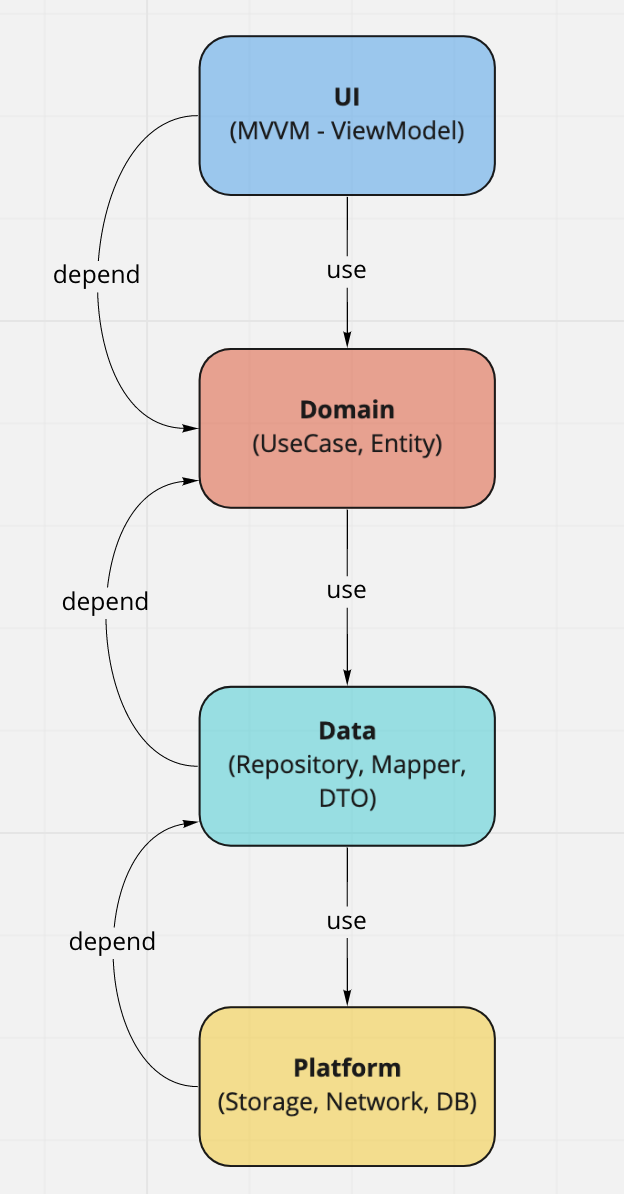 UI
(MVVM - ViewModel)
depend
use
Domain
(UseCase, Entity)
depend
use
Data
(Repository, Mapper,
DTO)
depend
use
Platform
(Storage, Network, DB)